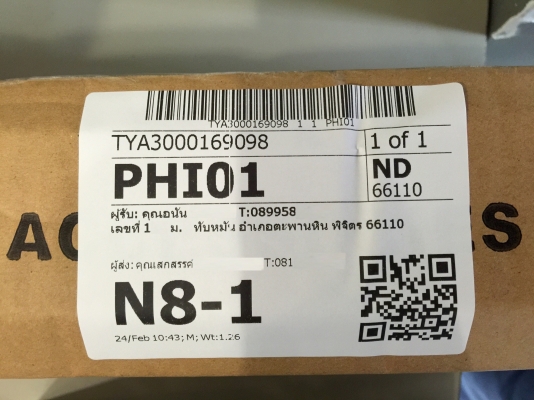 TYA3000169098 1 1 PHI01
TYA3000169098
1 of 1
PHI01
ND
66110
ผู้รับ: คุณอนัน T:089958
เลขที่ 1 ม. ทับหมัน อำเภอตะพานหิน พิจิตร 66110
ผู้ส่ง: คุณแสกสรรค์ T:081
N8-1
24/Feb 10:43; M; Wt:1.26